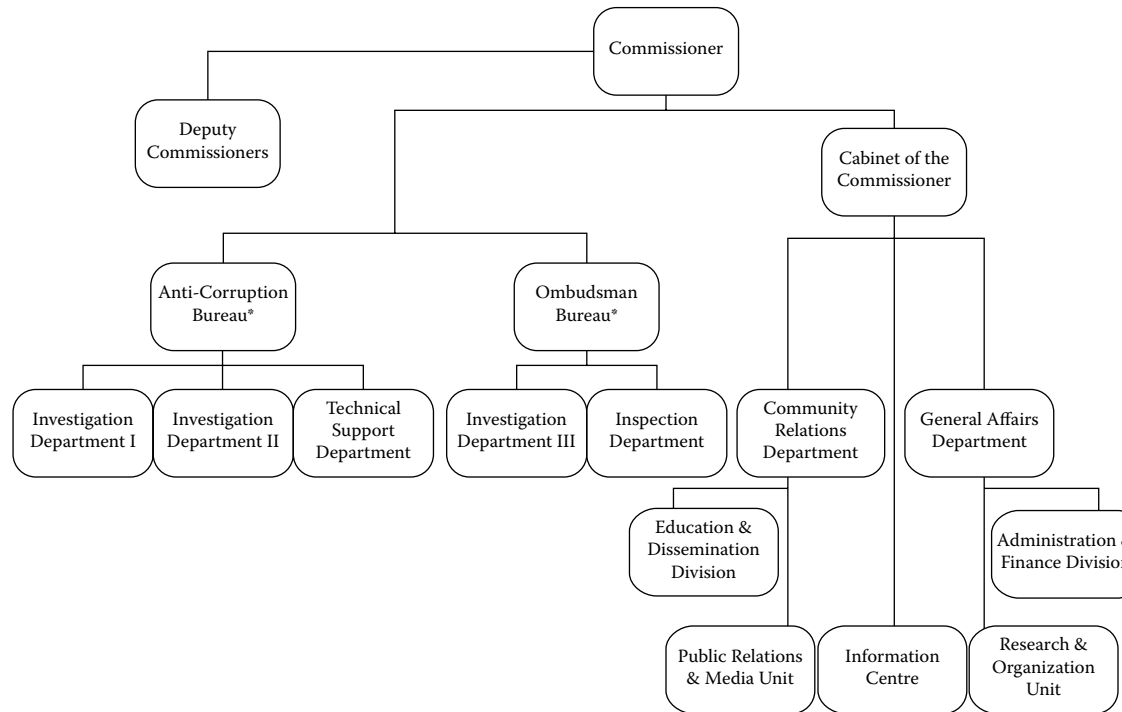 Commissioner
Deputy
Commissioners
Cabinet of the
Commissioner
Anti-Corruption
Bureau*
Ombudsman
Bureau*
Investigation
Department I
Investigation
Department II
Technical
Support
Department
Investigation
Department III
Inspection
Department
Community
Relations
Department
General Affairs
Department
Education &
Dissemination
Division
Administration &
Finance Division
Public Relations
& Media Unit
Information
Centre
Research &
Organization
Unit